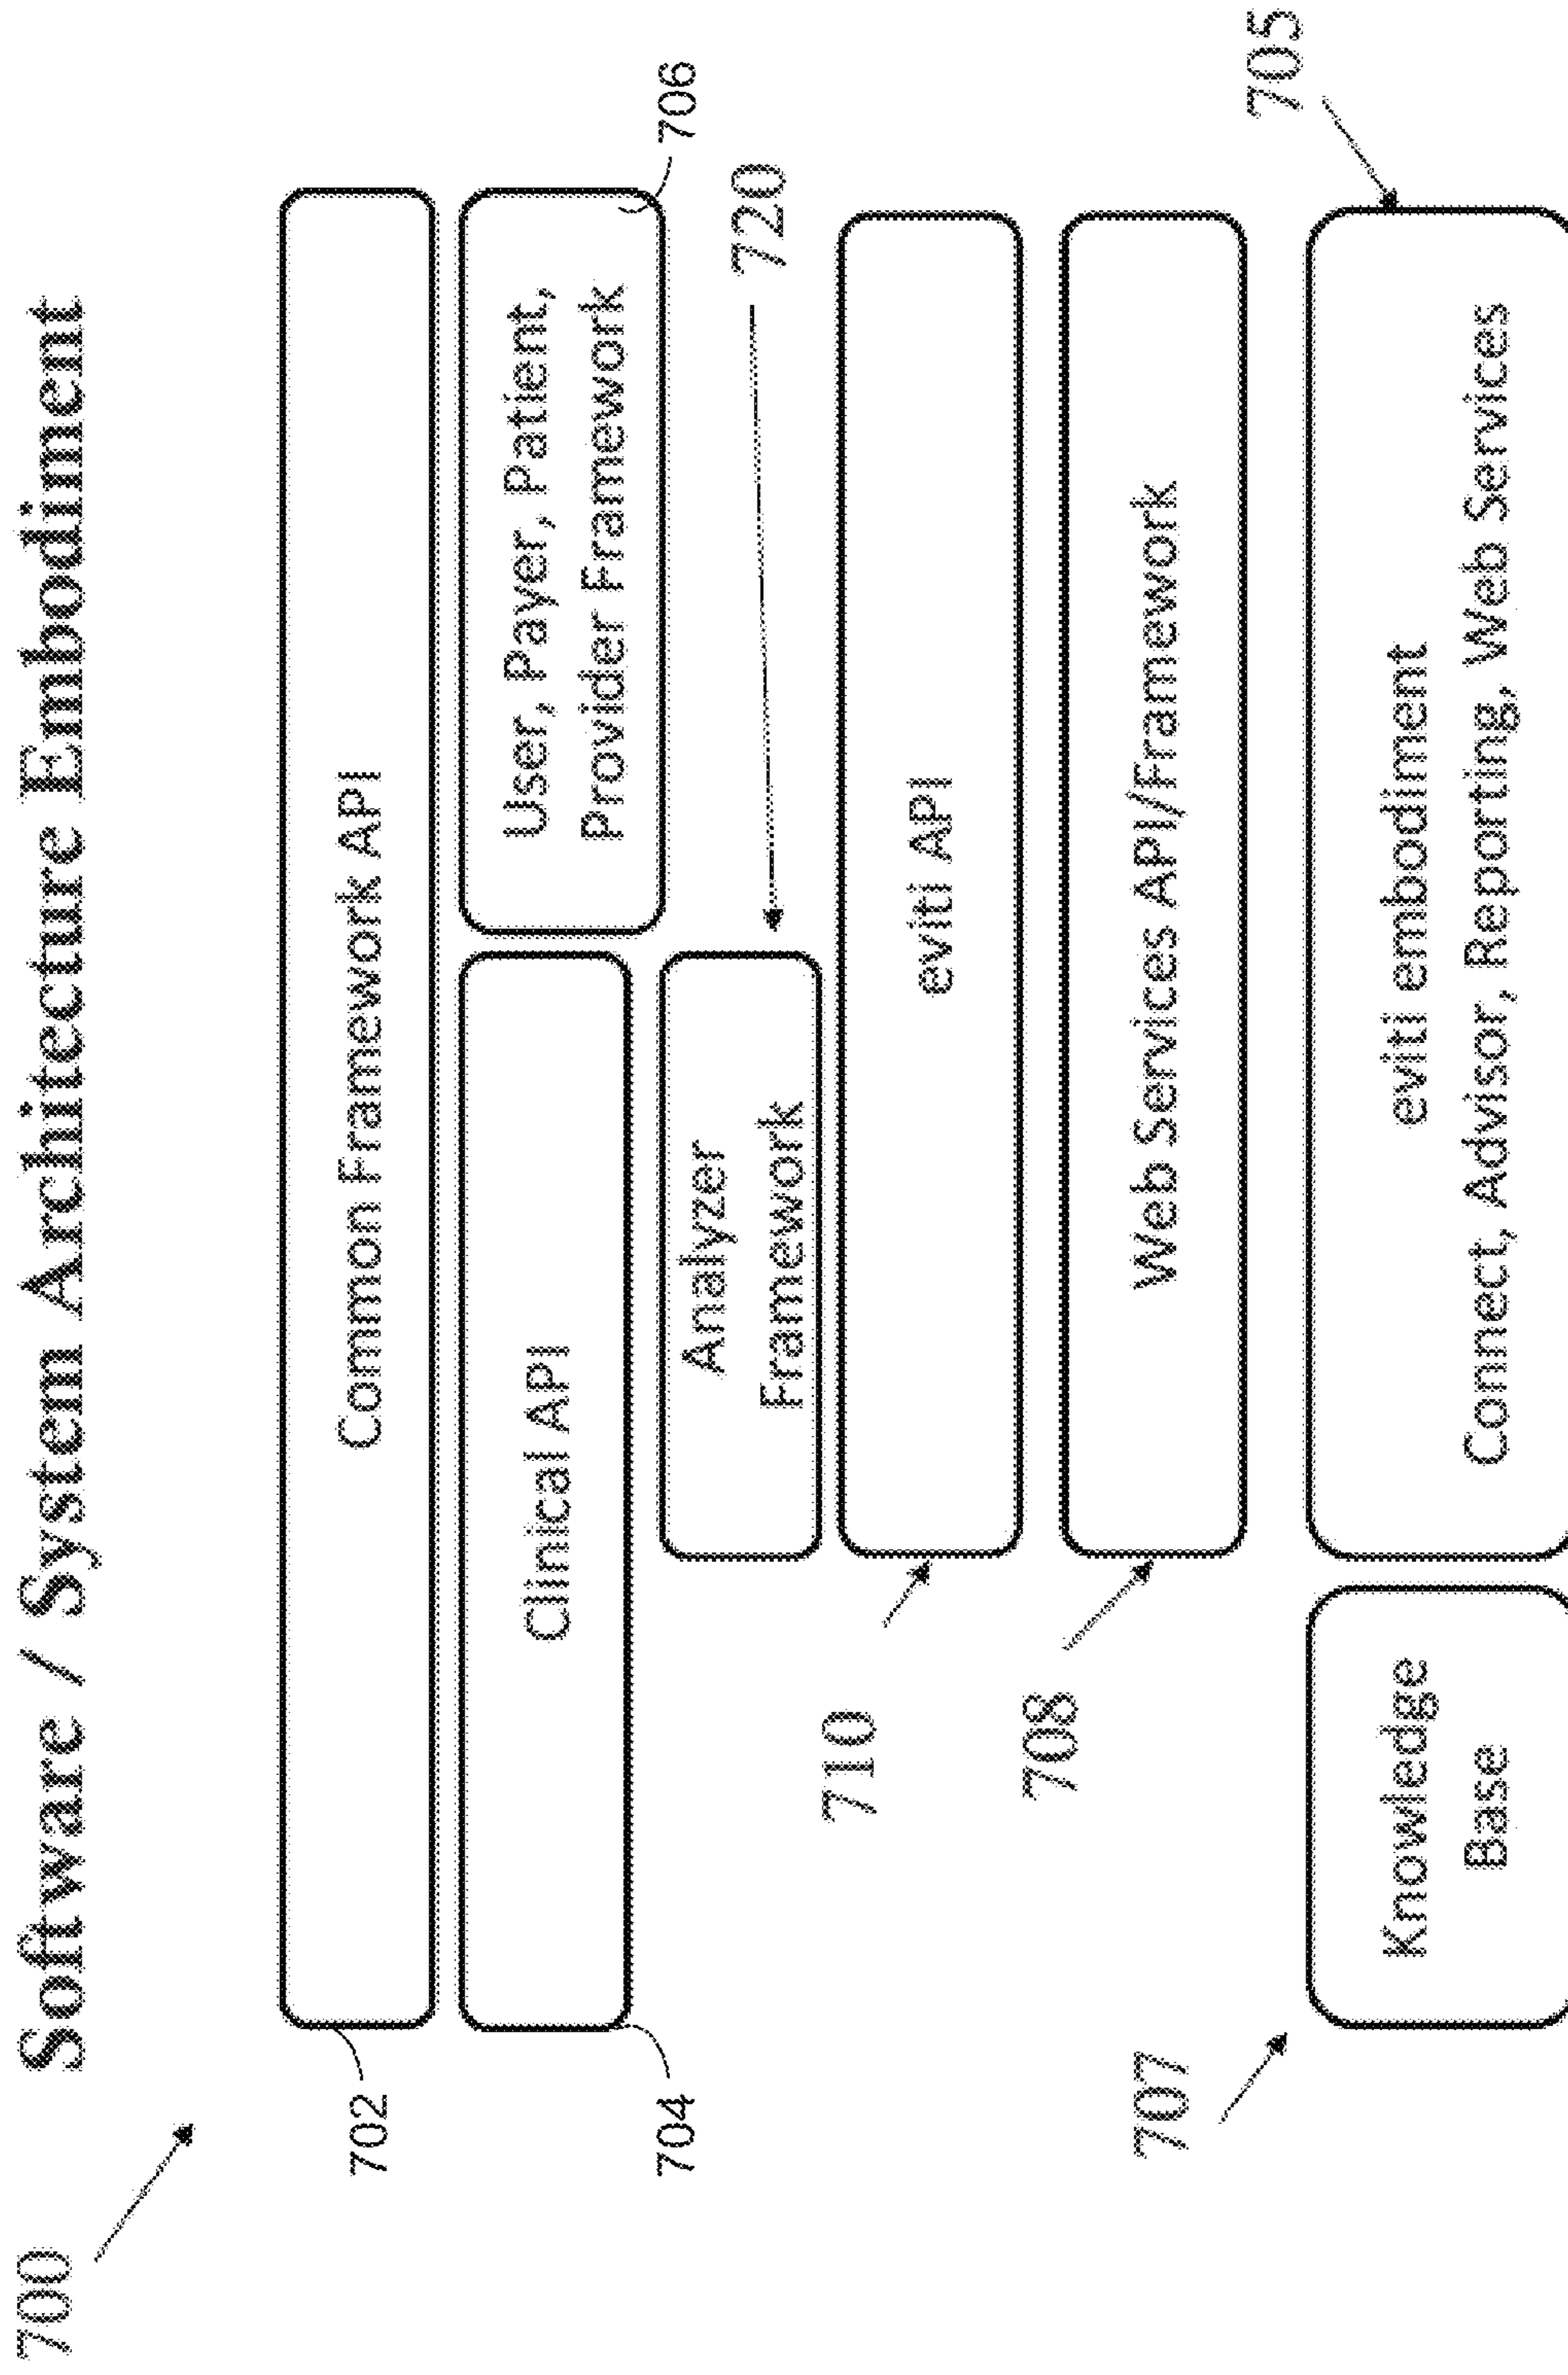 700
Software / System Architecture Embodiment
702
Common Framework API
704
Clinical API
User, Payer, Patient,
Provider Framework
706
Analyzer
Framework
720
710
eviti API
708
Web Services API/Framework
707
Knowledge
Base
eviti embodiment
Connect, Advisor, Reporting, Web Services
705